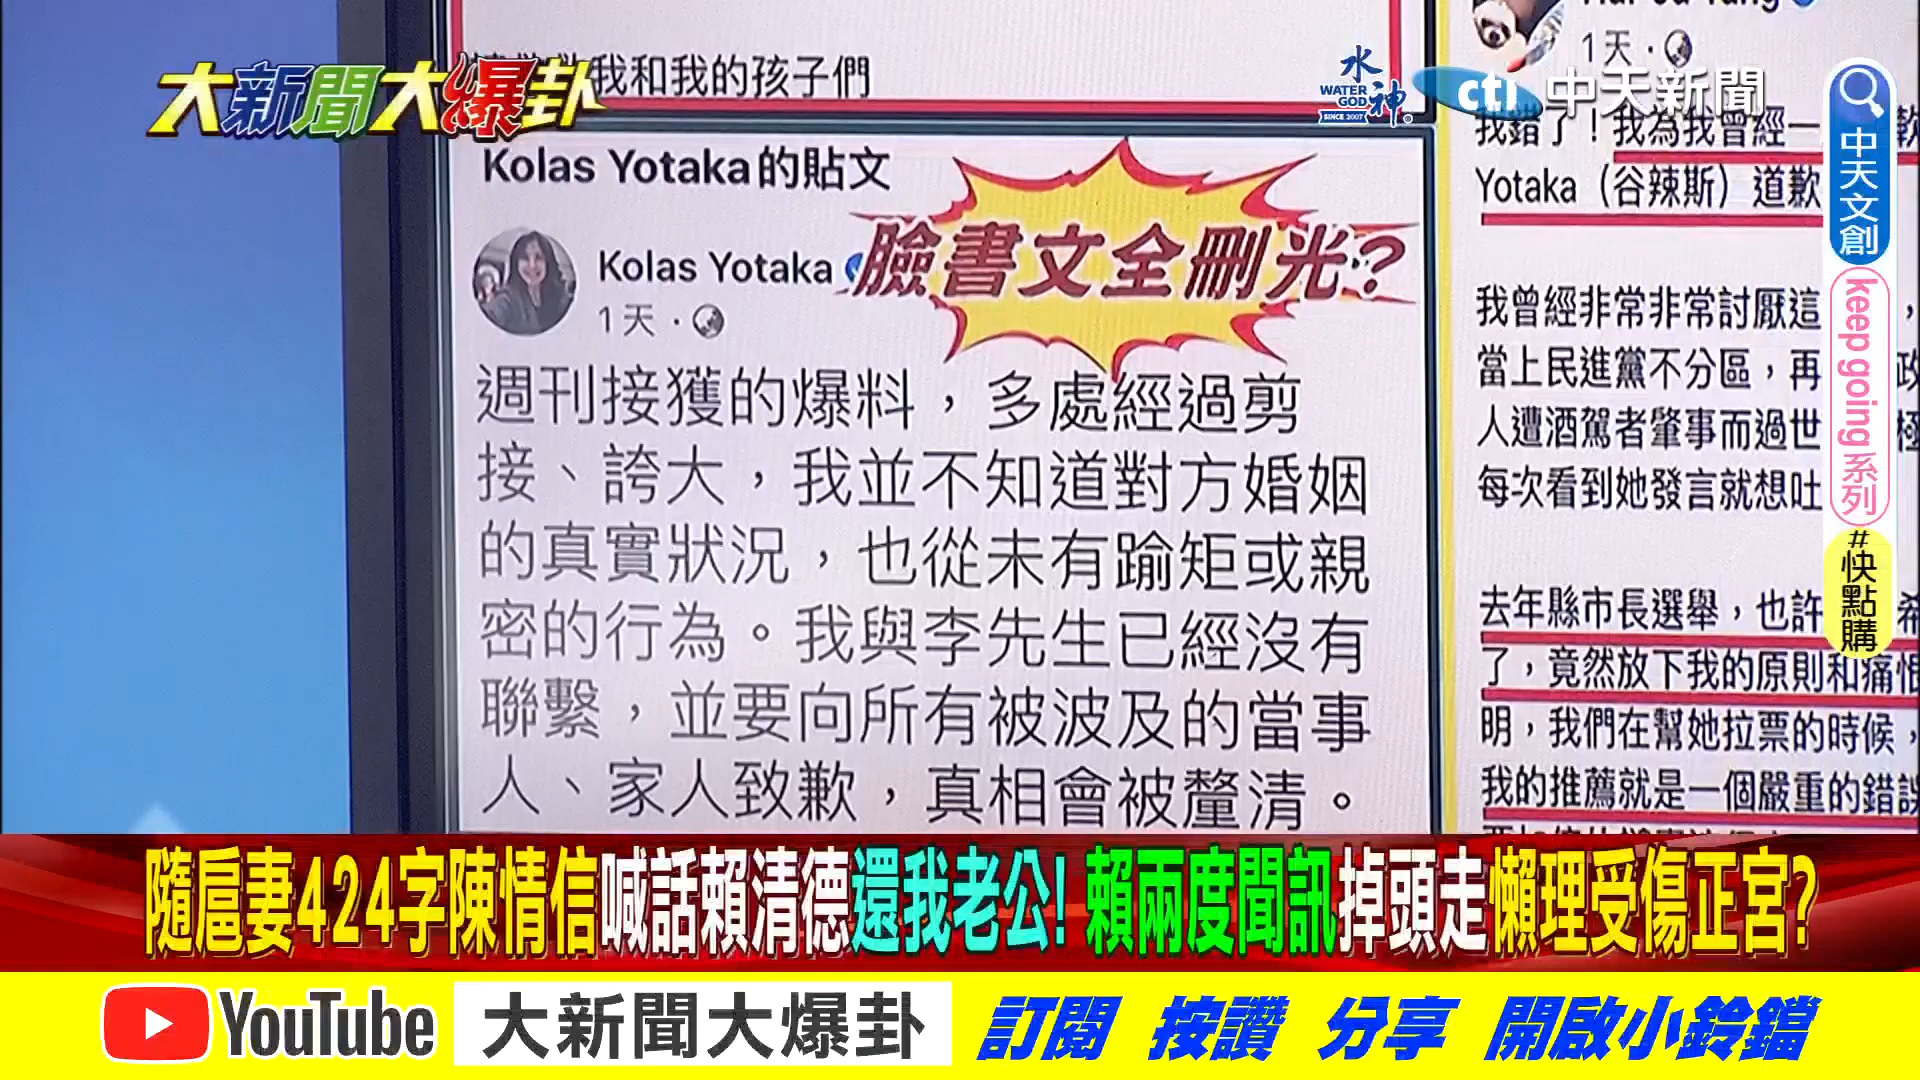 大新聞大爆卦
我和我的孩子們
水神
WATER GOD
SINCE 2007
cti 中天新聞
Kolas Yotaka的貼文
臉書文全刪光?
Kolas Yotaka
1天
週刊接獲的爆料，多處經過剪
接、誇大，我並不知道對方婚姻
的真實狀況，也從未有踰矩或親
密的行為。我與李先生已經沒有
聯繫，並要向所有被波及的當事
人、家人致歉，真相會被釐清。
1天
我錯了！我為我曾經一
Yotaka（谷辣斯）道歉
我曾經非常非常討厭這
當上民進黨不分區，再
人遭酒駕者肇事而過世
每次看到她發言就想吐
去年縣市長選舉，也許
了，竟然放下我的原則和痛恨
明，我們在幫她拉票的時候，
我的推薦就是一個嚴重的錯誤
中天文創
keep going系列
#快點購
隨扈妻424字陳情信喊話賴清德還我老公! 賴兩度聞訊掉頭走懶理受傷正宮?
YouTube 大新聞大爆卦 訂閱 按讚 分享 開啟小鈴鐺